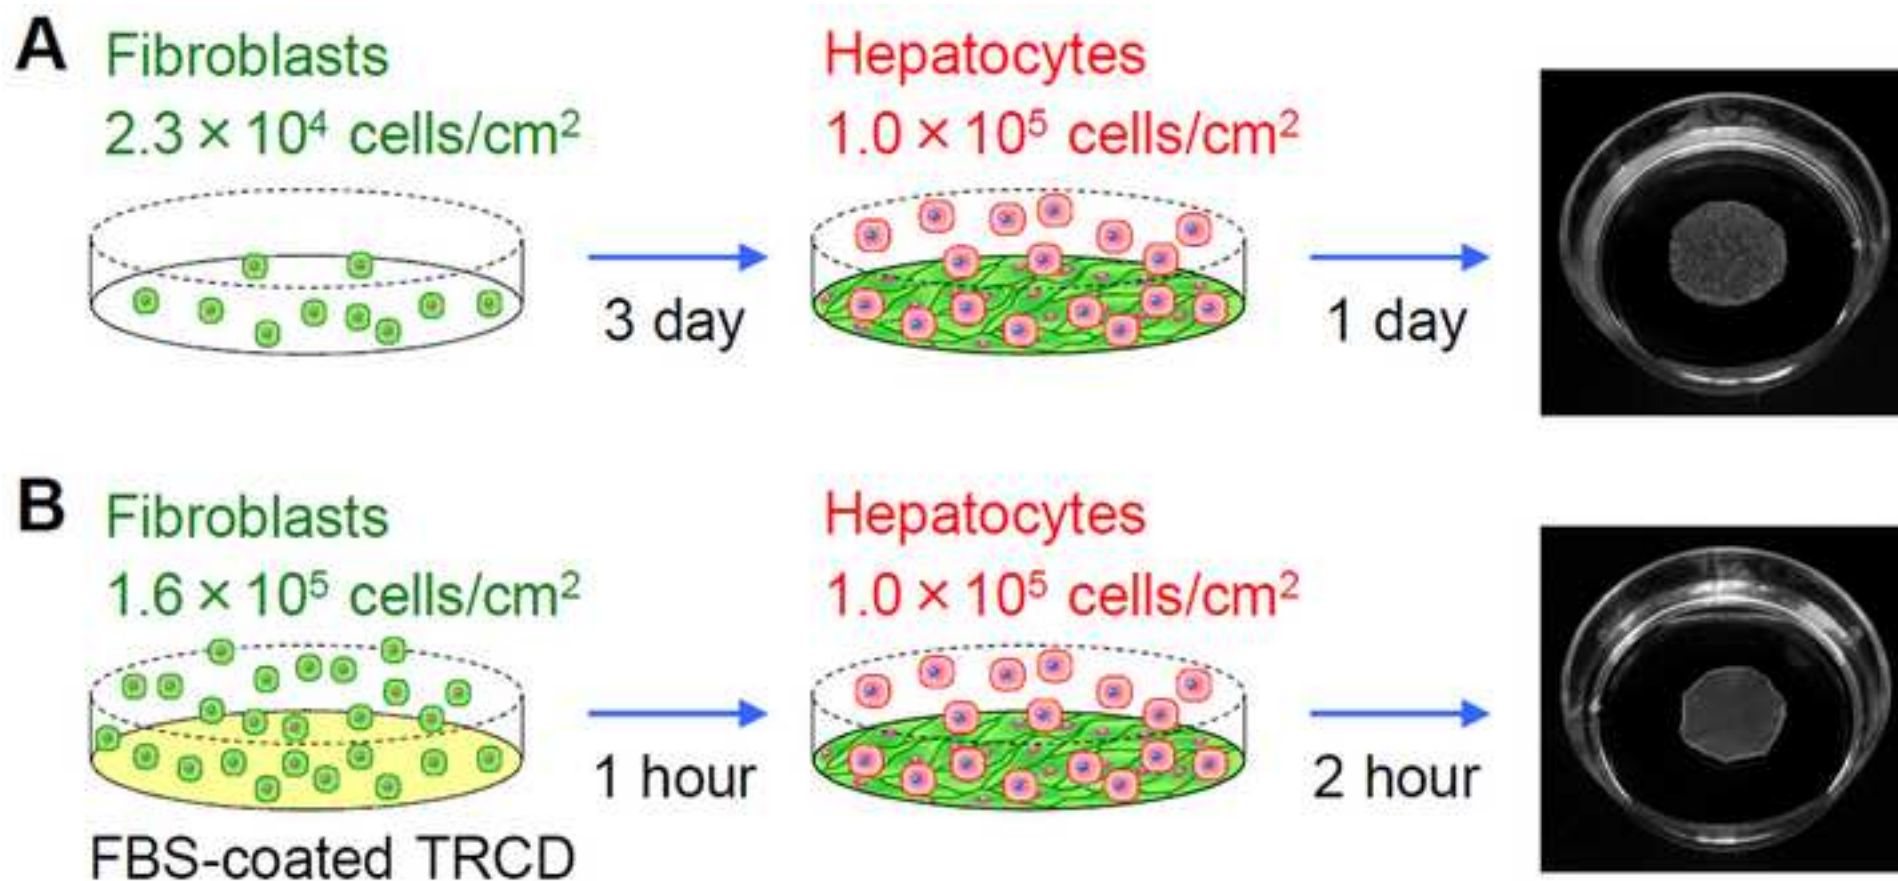 A
Fibroblasts
2.3 × 10⁴ cells/cm²
Hepatocytes
1.0 × 10⁵ cells/cm²
3 day
1 day
B
Fibroblasts
1.6 × 10⁵ cells/cm²
Hepatocytes
1.0 × 10⁵ cells/cm²
1 hour
2 hour
FBS-coated TRCD